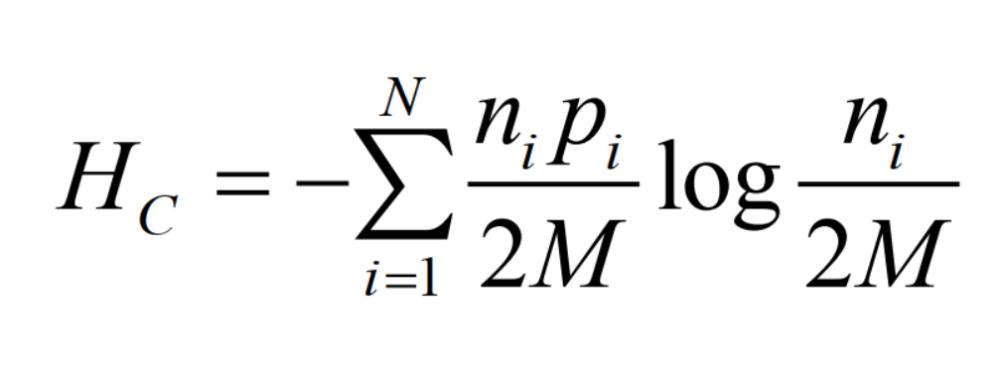 H_C = -\sum_{i=1}^{N} \frac{n_i p_i}{2M} \log \frac{n_i}{2M}